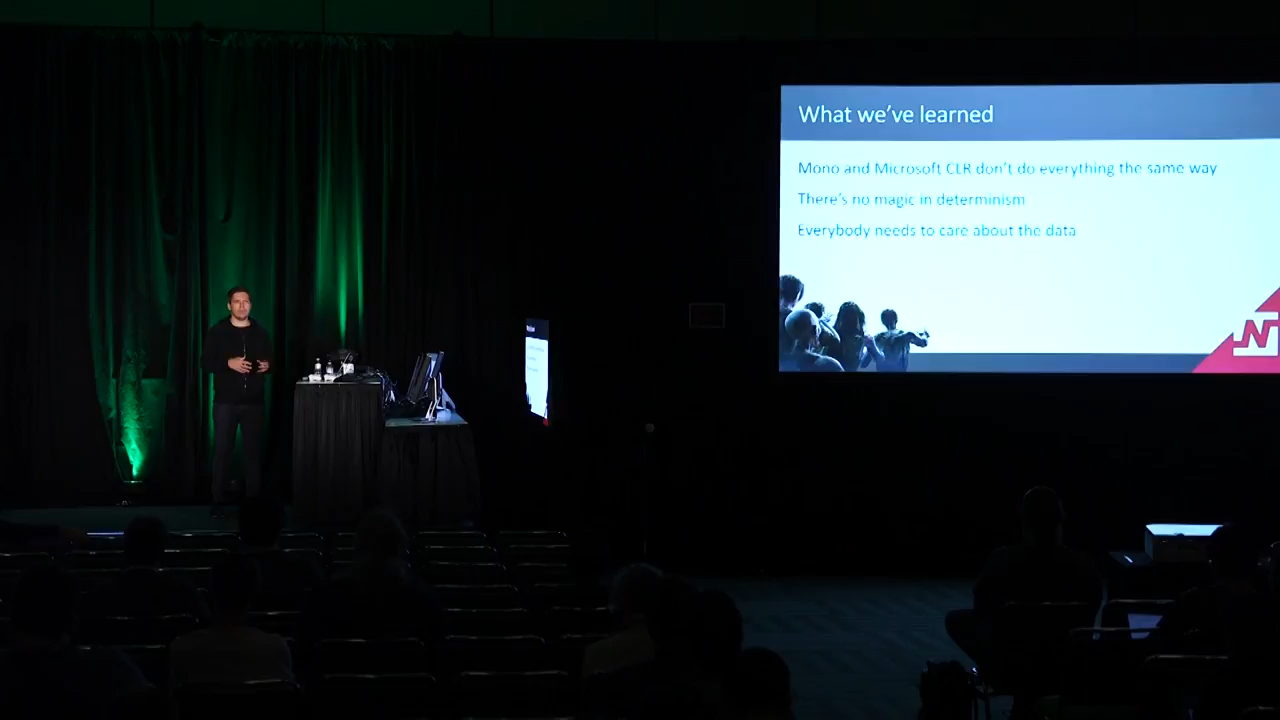 What we've learned
Mono and Microsoft CLR don't do everything the same way
There's no magic in determinism
Everybody needs to care about the data
N